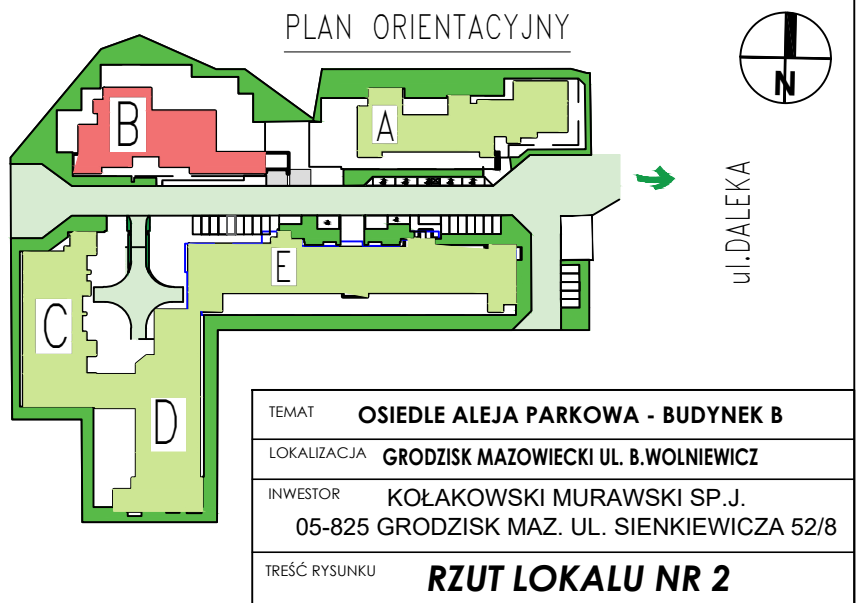 PLAN ORIENTACYJNY
N
B
A
ul.DALEKA
E
C
D
TEMAT OSIEDLE ALEJA PARKOWA - BUDYNEK B
LOKALIZACJA GRODZISK MAZOWIECKI UL. B.WOLNIEWICZ
INWESTOR KOŁAKOWSKI MURAWSKI SP.J.
05-825 GRODZISK MAZ. UL. SIENKIEWICZA 52/8
TREŚĆ RYSUNKU RZUT LOKALU NR 2